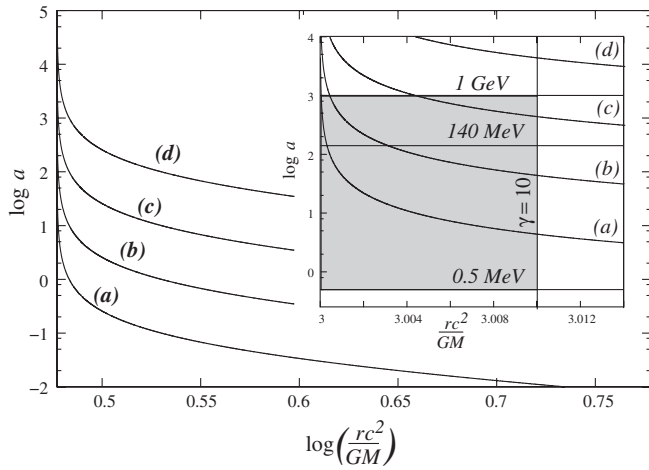 5
4
3
2
1
0
−1
−2
log a
0.5
0.55
0.6
0.65
0.7
0.75
log(rc²/GM)
(d)
(c)
(b)
(a)
4
3
2
1
0
log a
3
3.004
3.008
3.012
rc²/GM
(d)
1 GeV
(c)
140 MeV
(b)
γ = 10
(a)
0.5 MeV